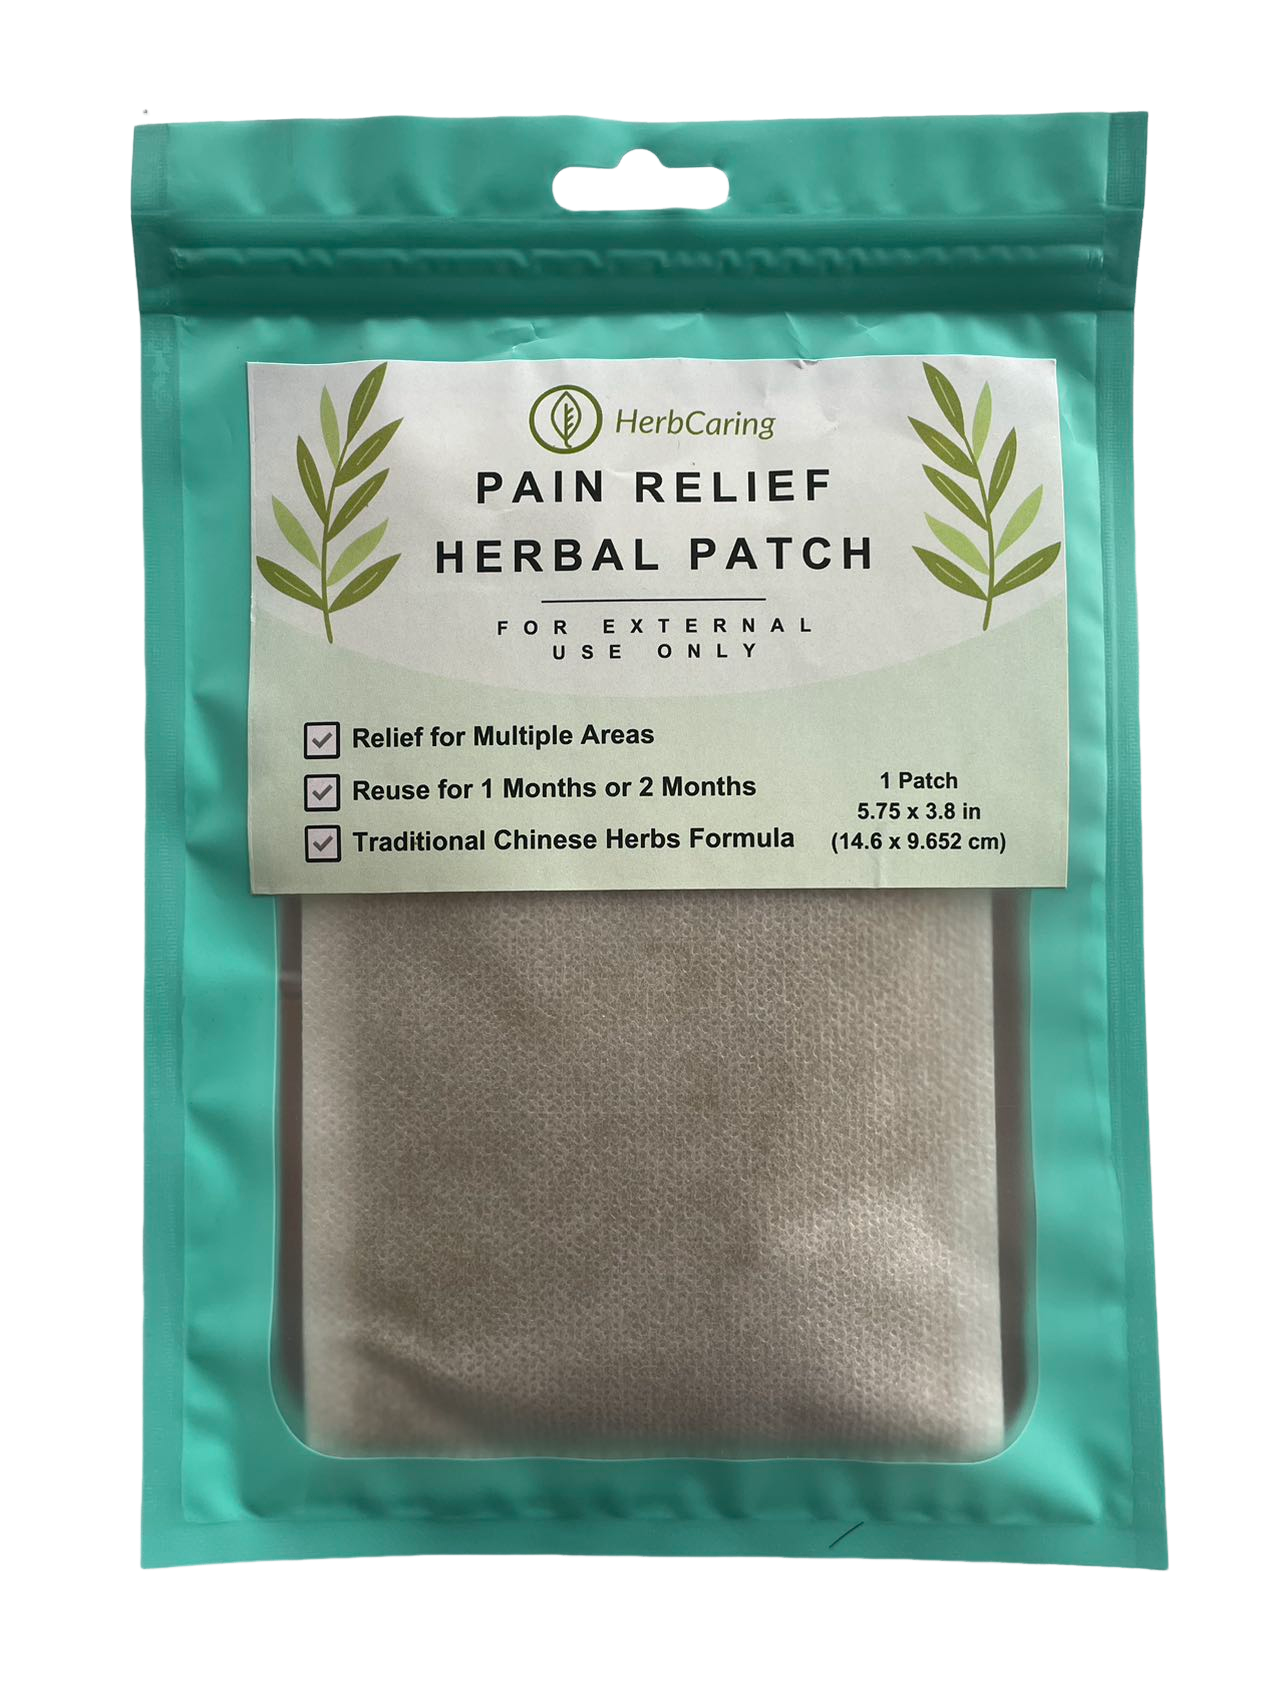 HerbCaring
PAIN RELIEF
HERBAL PATCH
FOR EXTERNAL
USE ONLY
Relief for Multiple Areas
Reuse for 1 Months or 2 Months
Traditional Chinese Herbs Formula
1 Patch
5.75 x 3.8 in
(14.6 x 9.652 cm)